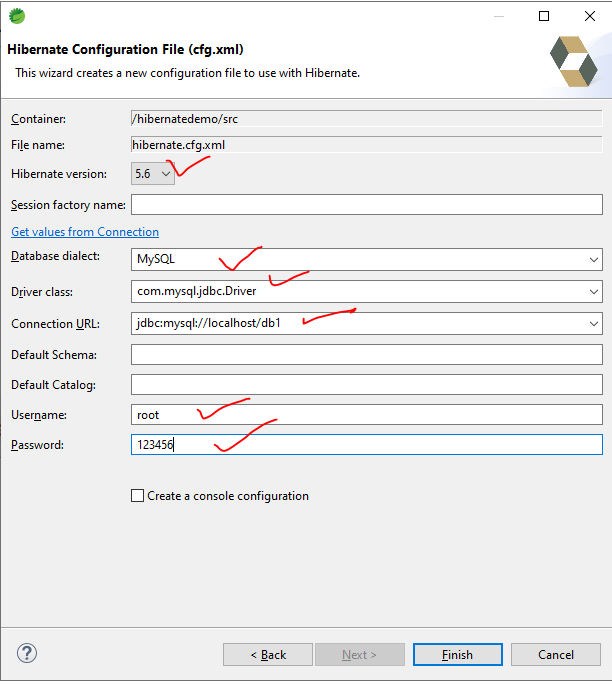 Hibernate Configuration File (cfg.xml)
This wizard creates a new configuration file to use with Hibernate.
Container: /hibernatedemo/src
File name: hibernate.cfg.xml
Hibernate version: 5.6
Session factory name:
Get values from Connection
Database dialect: MySQL
Driver class: com.mysql.jdbc.Driver
Connection URL: jdbc:mysql://localhost/db1
Default Schema:
Default Catalog:
Username: root
Password: 123456
Create a console configuration
? < Back Next > Finish Cancel